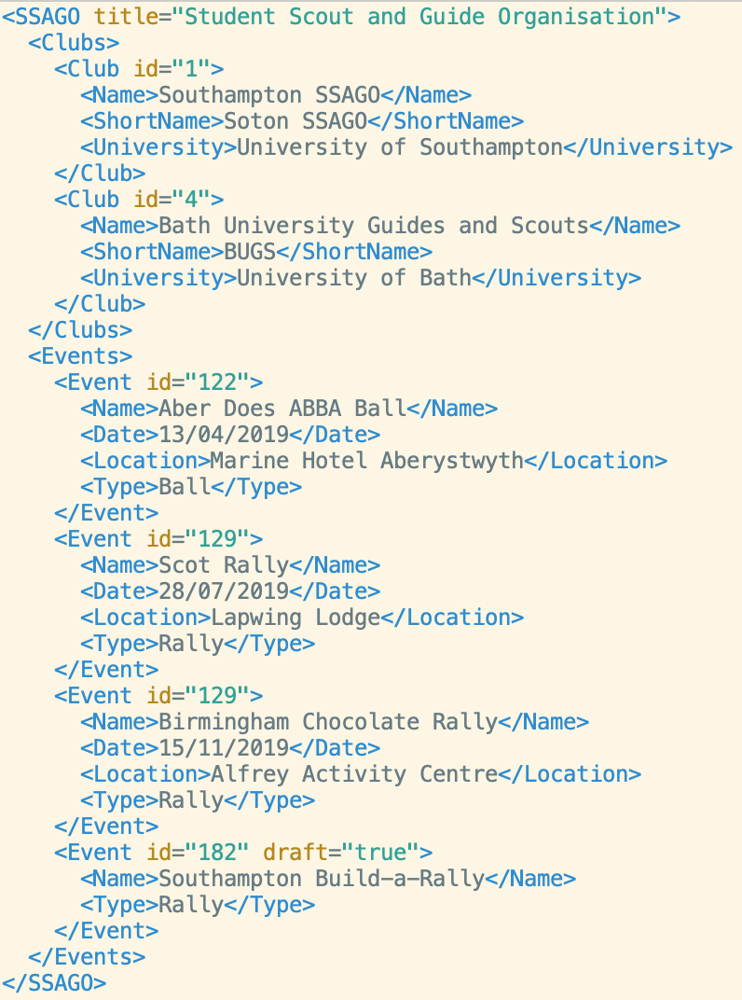 <SSAGO title="Student Scout and Guide Organisation">
  <Clubs>
    <Club id="1">
      <Name>Southampton SSAGO</Name>
      <ShortName>Soton SSAGO</ShortName>
      <University>University of Southampton</University>
    </Club>
    <Club id="4">
      <Name>Bath University Guides and Scouts</Name>
      <ShortName>BUGS</ShortName>
      <University>University of Bath</University>
    </Club>
  </Clubs>
  <Events>
    <Event id="122">
      <Name>Aber Does ABBA Ball</Name>
      <Date>13/04/2019</Date>
      <Location>Marine Hotel Aberystwyth</Location>
      <Type>Ball</Type>
    </Event>
    <Event id="129">
      <Name>Scot Rally</Name>
      <Date>28/07/2019</Date>
      <Location>Lapwing Lodge</Location>
      <Type>Rally</Type>
    </Event>
    <Event id="129">
      <Name>Birmingham Chocolate Rally</Name>
      <Date>15/11/2019</Date>
      <Location>Alfrey Activity Centre</Location>
      <Type>Rally</Type>
    </Event>
    <Event id="182" draft="true">
      <Name>Southampton Build-a-Rally</Name>
      <Type>Rally</Type>
    </Event>
  </Events>
</SSAGO>